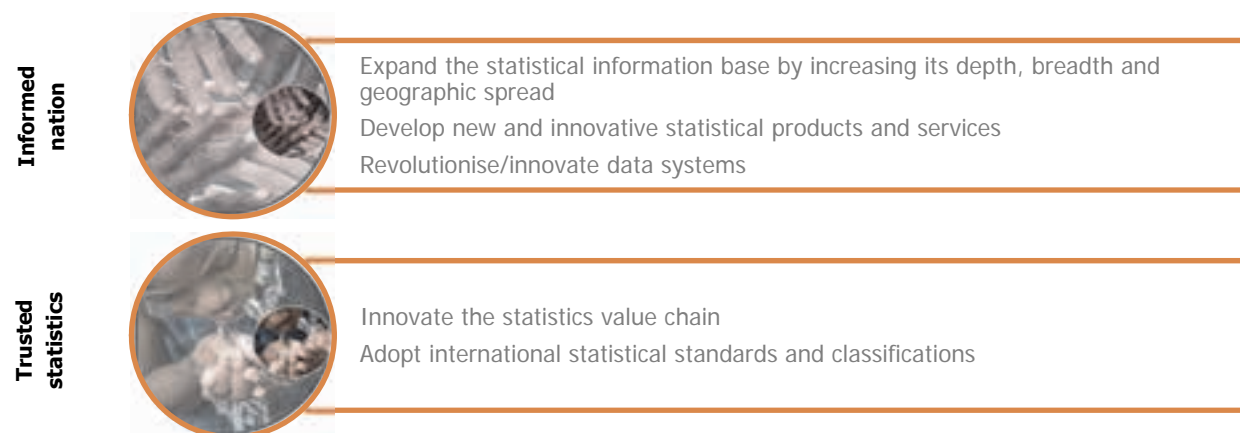 Informed
nation
Expand the statistical information base by increasing its depth, breadth and
geographic spread
Develop new and innovative statistical products and services
Revolutionise/innovate data systems
Trusted
statistics
Innovate the statistics value chain
Adopt international statistical standards and classifications